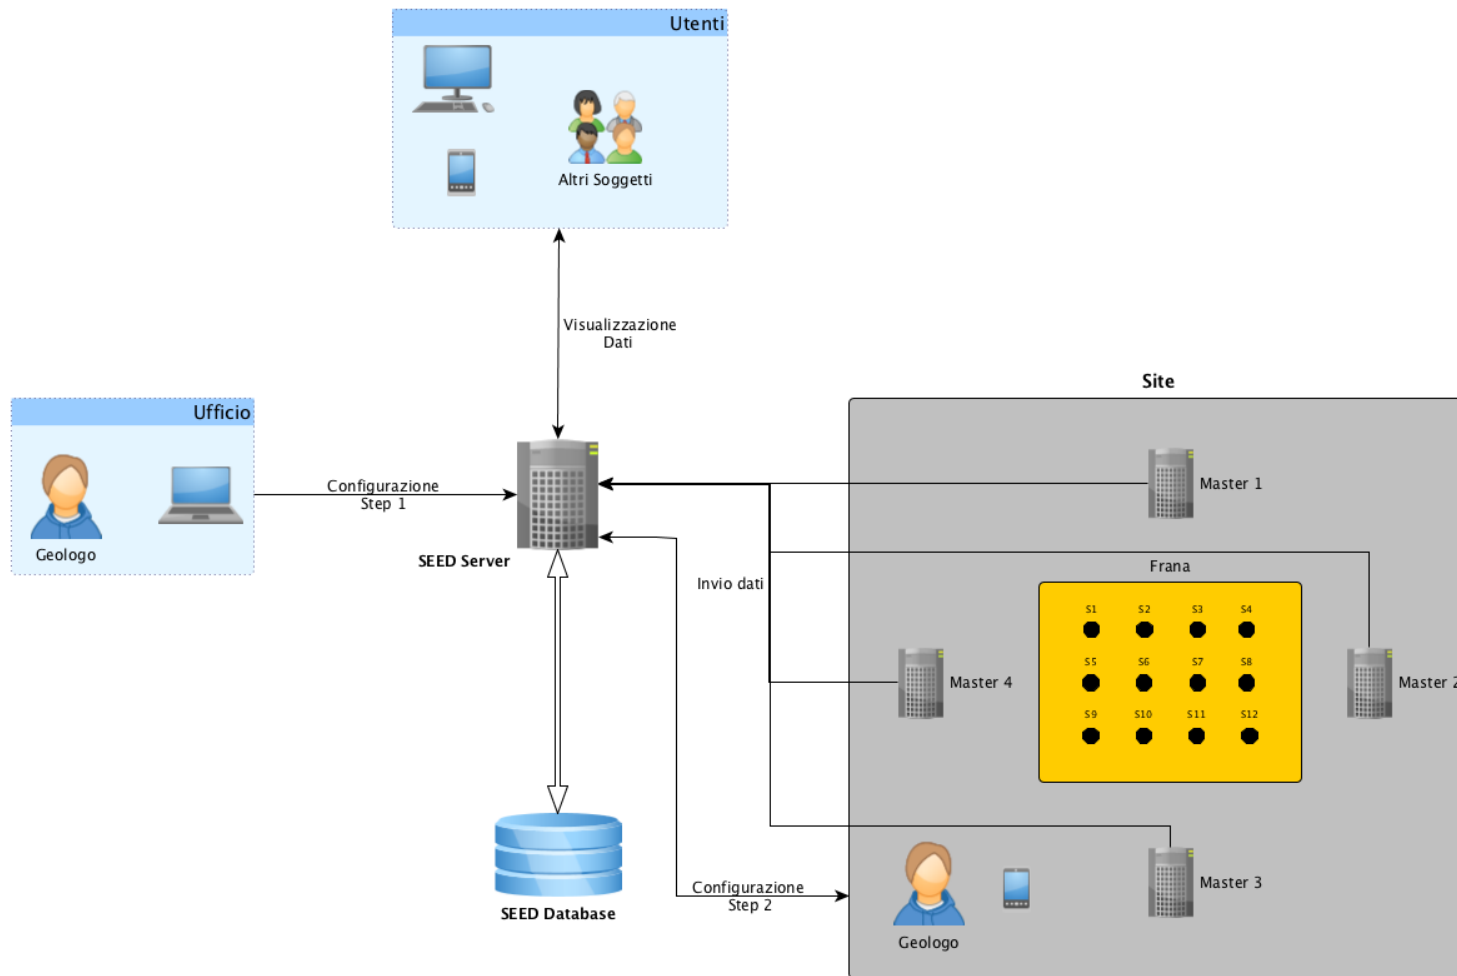 Utenti
Altri Soggetti
Visualizzazione
Dati
Site
Ufficio
Geologo
Configurazione
Step 1
SEED Server
Master 1
Invio dati
Frana
S1 S2 S3 S4
S5 S6 S7 S8
S9 S10 S11 S12
Master 4
Master 2
Configurazione
Step 2
Master 3
Geologo
SEED Database